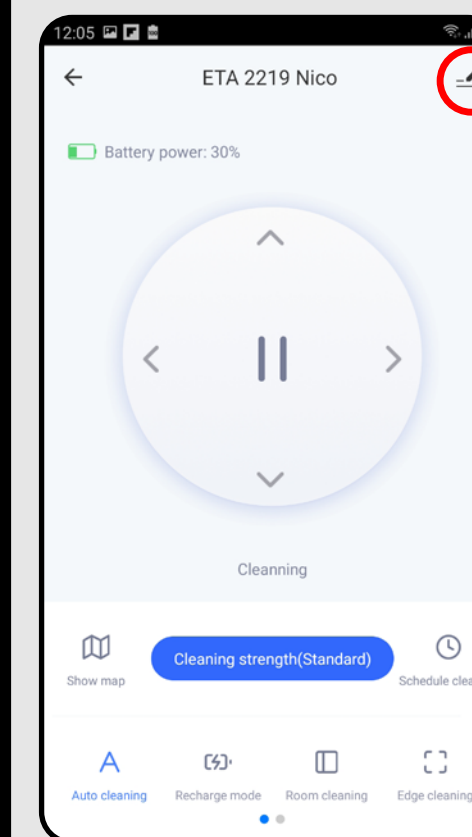 12:05
ETA 2219 Nico
Battery power: 30%
Cleanning
Cleaning strength(Standard)
Show map
Schedule clea
Auto cleaning Recharge mode Room cleaning Edge cleaning